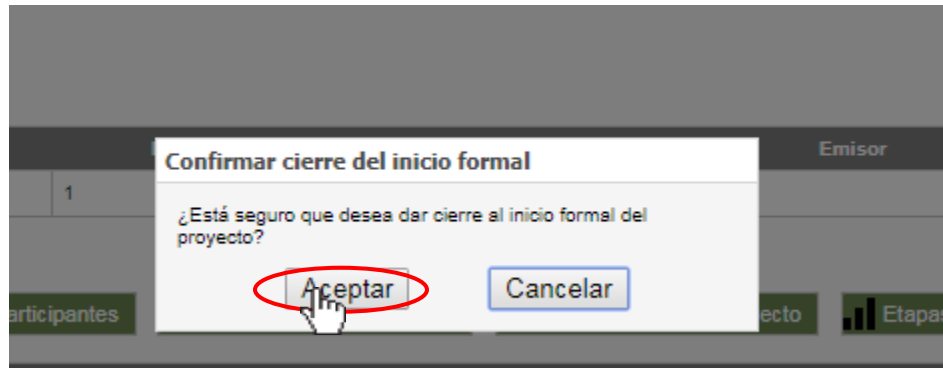 Emisor
Confirmar cierre del inicio formal
1
¿Está seguro que desea dar cierre al inicio formal del
proyecto?
Aceptar
Cancelar
articipantes
ecto
Etapas